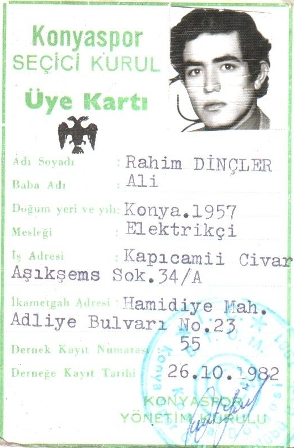 Konyaspor
SEÇİCİ KURUL
Üye Kartı
Adı Soyadı : Rahim DİNÇLER
Baba Adı : Ali
Doğum yeri ve yılı: Konya.1957
Mesleği : Elektrikçi
İş Adresi : Kapıcamii Civar
Aşıkşems Sok.34/A
İkametgah Adresi : Hamidiye Mah.
Adliye Bulvarı No.23
Dernek Kayıt Numarası 55
Derneğe Kayıt Tarihi 26.10.1982
KONYASPOR
YÖNETİM KURULU